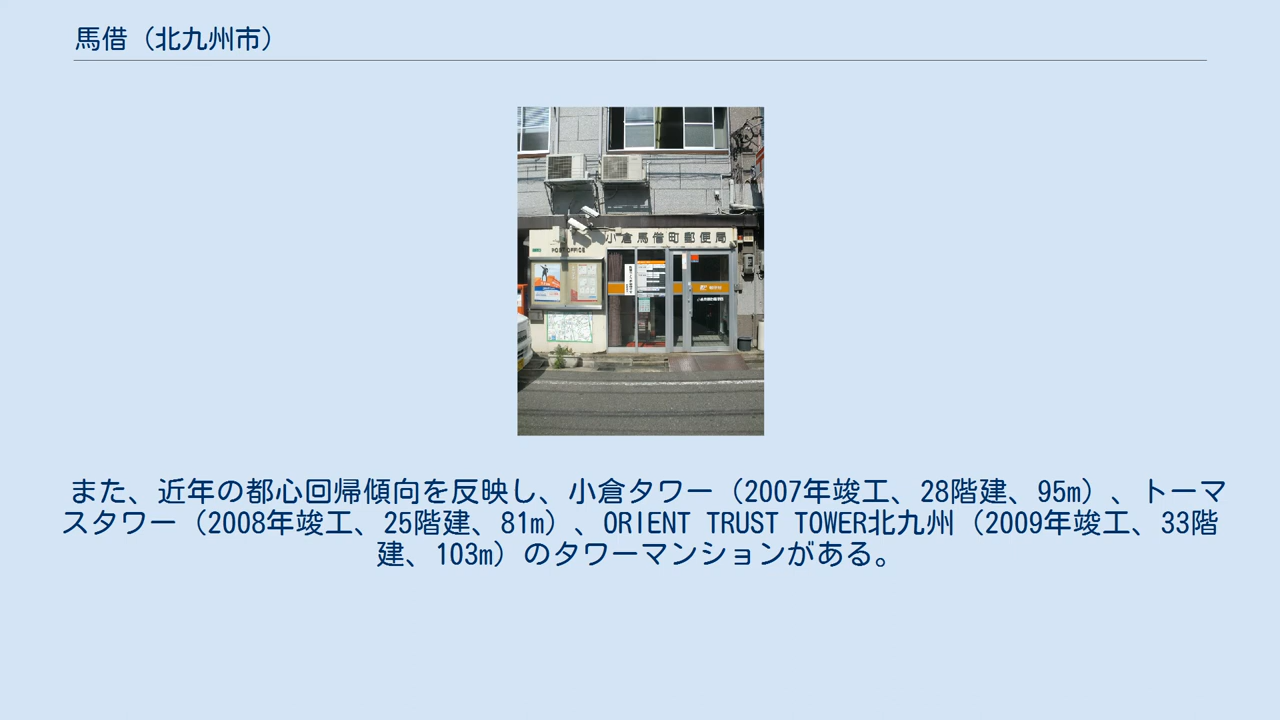 馬借（北九州市）
小倉馬借町郵便局
POST OFFICE
また、近年の都心回帰傾向を反映し、小倉タワー（2007年竣工、28階建、95m）、トーマ
スタワー（2008年竣工、25階建、81m）、ORIENT TRUST TOWER北九州（2009年竣工、33階
建、103m）のタワーマンションがある。